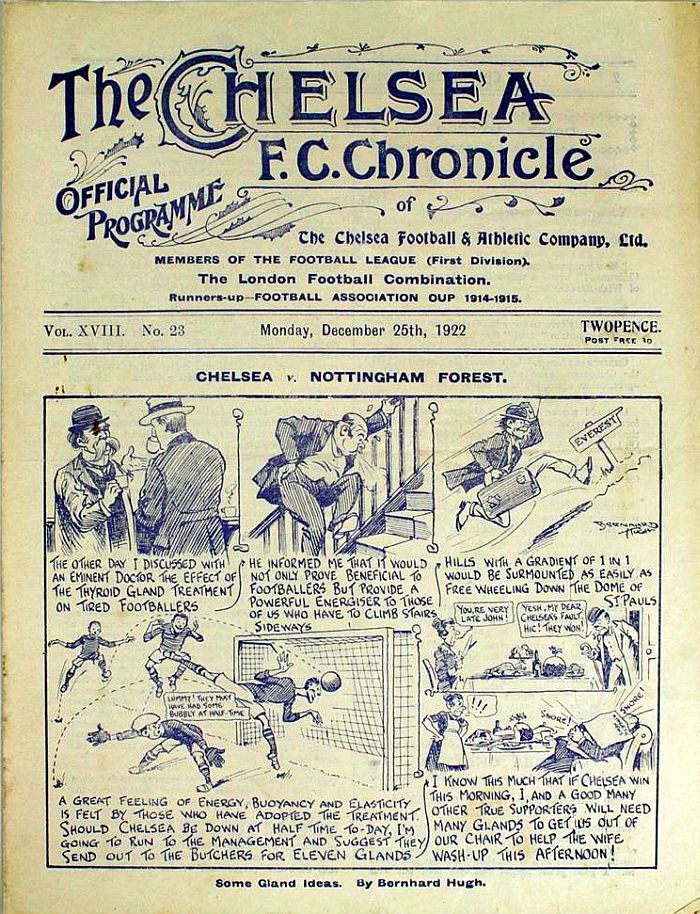 The CHELSEA
F.C. Chronicle
OFFICIAL
PROGRAMME
of
The Chelsea Football & Athletic Company, Ltd.
MEMBERS OF THE FOOTBALL LEAGUE (First Division).
The London Football Combination.
Runners-up—FOOTBALL ASSOCIATION CUP 1914-1915.
VOL. XVIII. No. 23
Monday, December 25th, 1922
TWOPENCE.
POST FREE 3D
CHELSEA v. NOTTINGHAM FOREST.
EVEREST
BERNHARD
HUGH
THE OTHER DAY I DISCUSSED WITH
AN EMINENT DOCTOR THE EFFECT OF
THE THYROID GLAND TREATMENT
ON TIRED FOOTBALLERS
HE INFORMED ME THAT IT WOULD
NOT ONLY PROVE BENEFICIAL TO
FOOTBALLERS BUT PROVIDE A
POWERFUL ENERGISER TO THOSE
OF US WHO HAVE TO CLIMB STAIRS
SIDEWAYS
HILLS WITH A GRADIENT OF 1 IN 1
WOULD BE SURMOUNTED AS EASILY AS
FREE WHEELING DOWN THE DOME OF
ST PAULS
LUMMY! THEY MUST
HAVE HAD SOME
BUBBLY AT HALF-TIME
YOU'RE VERY
LATE JOHN!
YESH, MY DEAR
CHELSEA'S FAULT,
HIC! THEY WON!
!!!
SNORE!
SNORE!
A GREAT FEELING OF ENERGY, BUOYANCY AND ELASTICITY
IS FELT BY THOSE WHO HAVE ADOPTED THE TREATMENT.
SHOULD CHELSEA BE DOWN AT HALF TIME TO-DAY, I'M
GOING TO RUN TO THE MANAGEMENT AND SUGGEST THEY
SEND OUT TO THE BUTCHERS FOR ELEVEN GLANDS
I KNOW THIS MUCH THAT IF CHELSEA WIN
THIS MORNING, I, AND A GOOD MANY
OTHER TRUE SUPPORTERS WILL NEED
MANY GLANDS TO GET US OUT OF
OUR CHAIR TO HELP THE WIFE
WASH-UP THIS AFTERNOON!
Some Gland Ideas. By Bernhard Hugh.